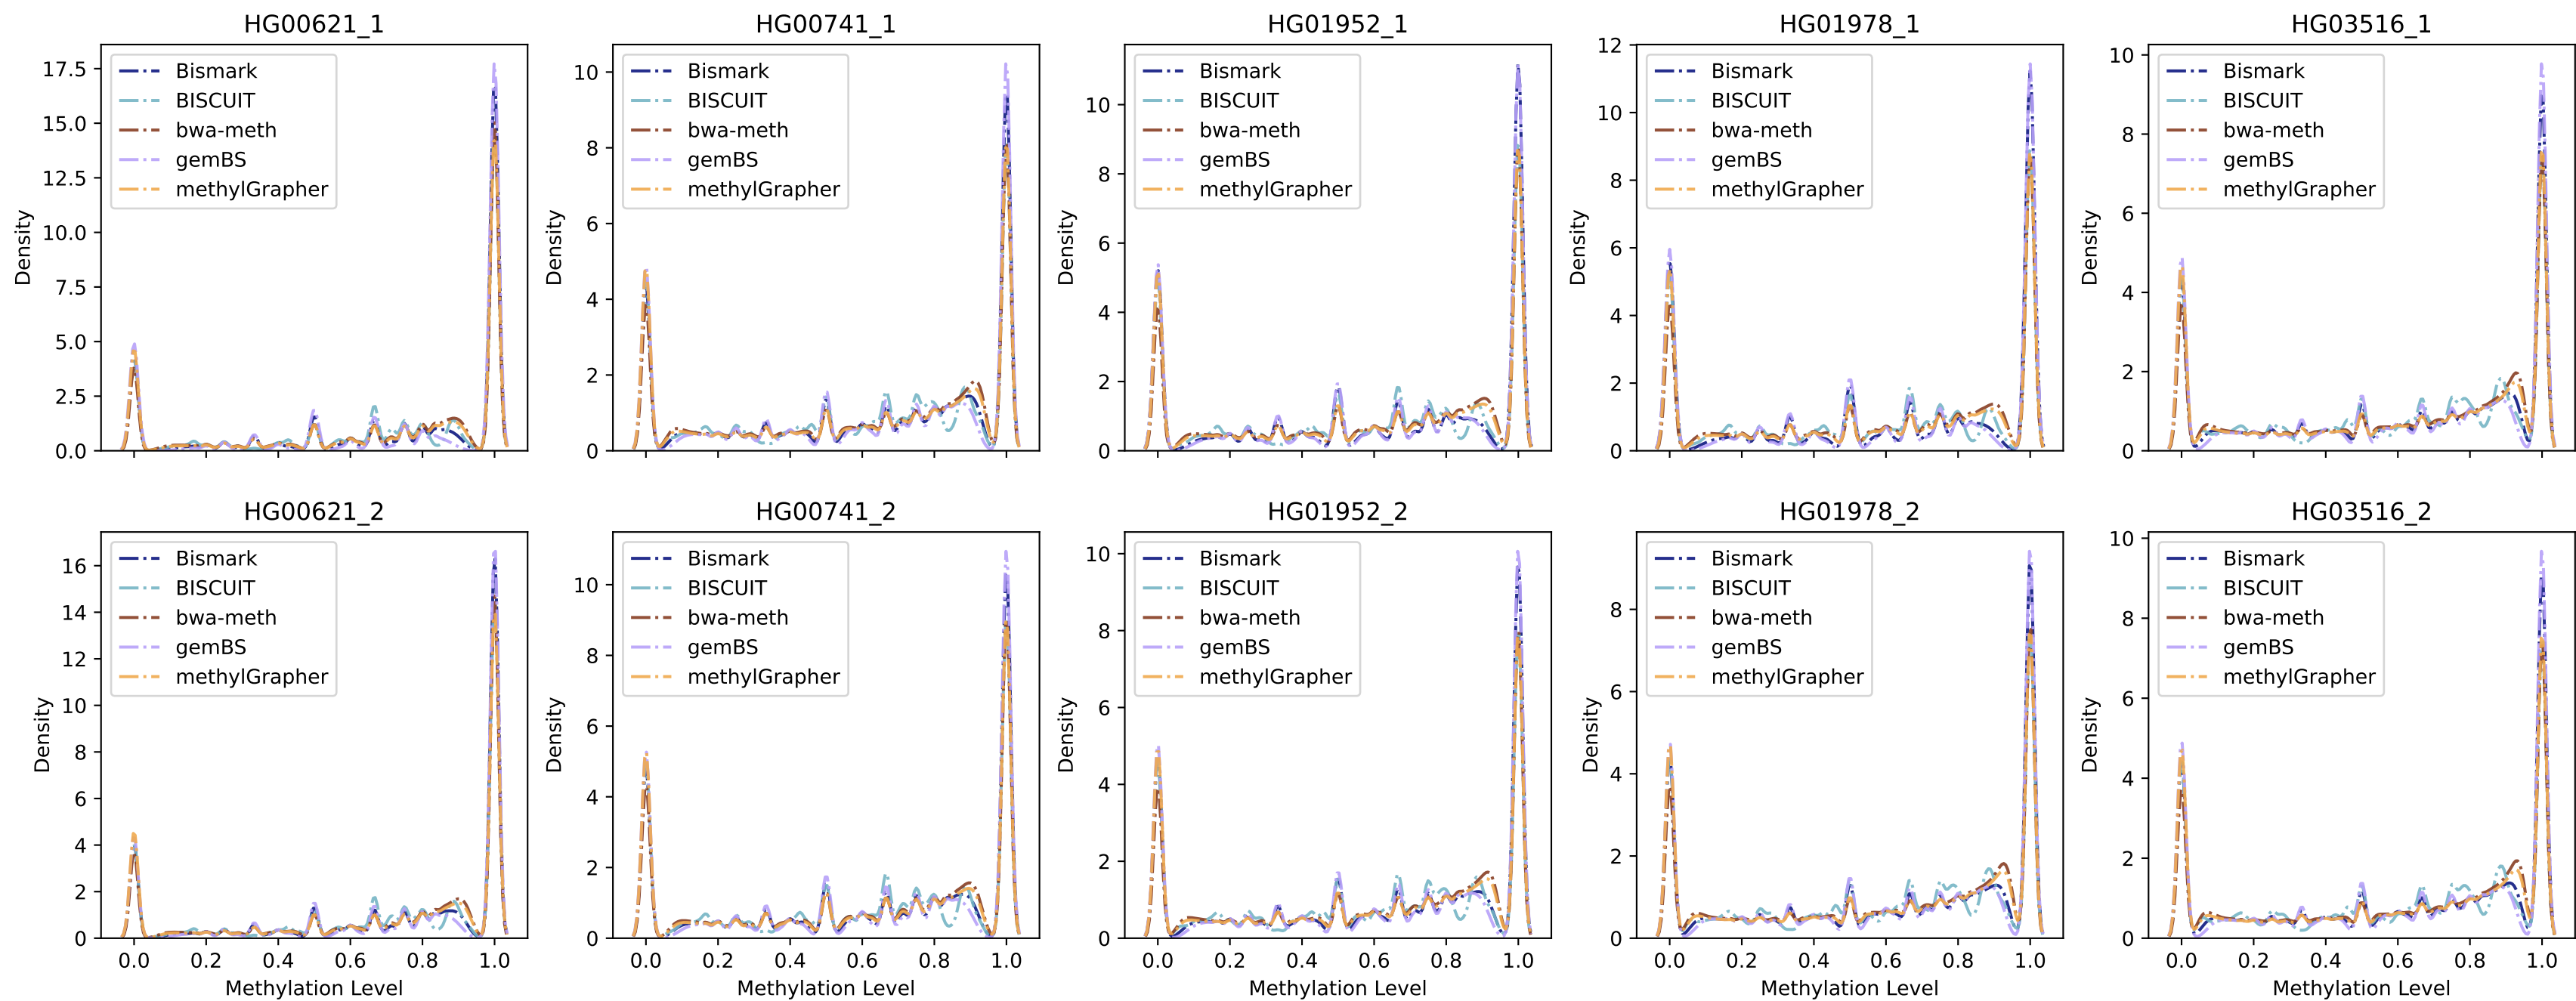 HG00621_1
HG00741_1
HG01952_1
HG01978_1
HG03516_1
Density
17.5
15.0
12.5
10.0
7.5
5.0
2.5
0.0
Bismark
BISCUIT
bwa-meth
gemBS
methylGrapher
Density
10
8
6
4
2
0
Bismark
BISCUIT
bwa-meth
gemBS
methylGrapher
Density
10
8
6
4
2
0
Bismark
BISCUIT
bwa-meth
gemBS
methylGrapher
Density
12
10
8
6
4
2
0
Bismark
BISCUIT
bwa-meth
gemBS
methylGrapher
Density
10
8
6
4
2
0
Bismark
BISCUIT
bwa-meth
gemBS
methylGrapher
HG00621_2
HG00741_2
HG01952_2
HG01978_2
HG03516_2
Density
16
14
12
10
8
6
4
2
0
Bismark
BISCUIT
bwa-meth
gemBS
methylGrapher
0.0 0.2 0.4 0.6 0.8 1.0
Methylation Level
Density
10
8
6
4
2
0
Bismark
BISCUIT
bwa-meth
gemBS
methylGrapher
0.0 0.2 0.4 0.6 0.8 1.0
Methylation Level
Density
10
8
6
4
2
0
Bismark
BISCUIT
bwa-meth
gemBS
methylGrapher
0.0 0.2 0.4 0.6 0.8 1.0
Methylation Level
Density
8
6
4
2
0
Bismark
BISCUIT
bwa-meth
gemBS
methylGrapher
0.0 0.2 0.4 0.6 0.8 1.0
Methylation Level
Density
10
8
6
4
2
0
Bismark
BISCUIT
bwa-meth
gemBS
methylGrapher
0.0 0.2 0.4 0.6 0.8 1.0
Methylation Level